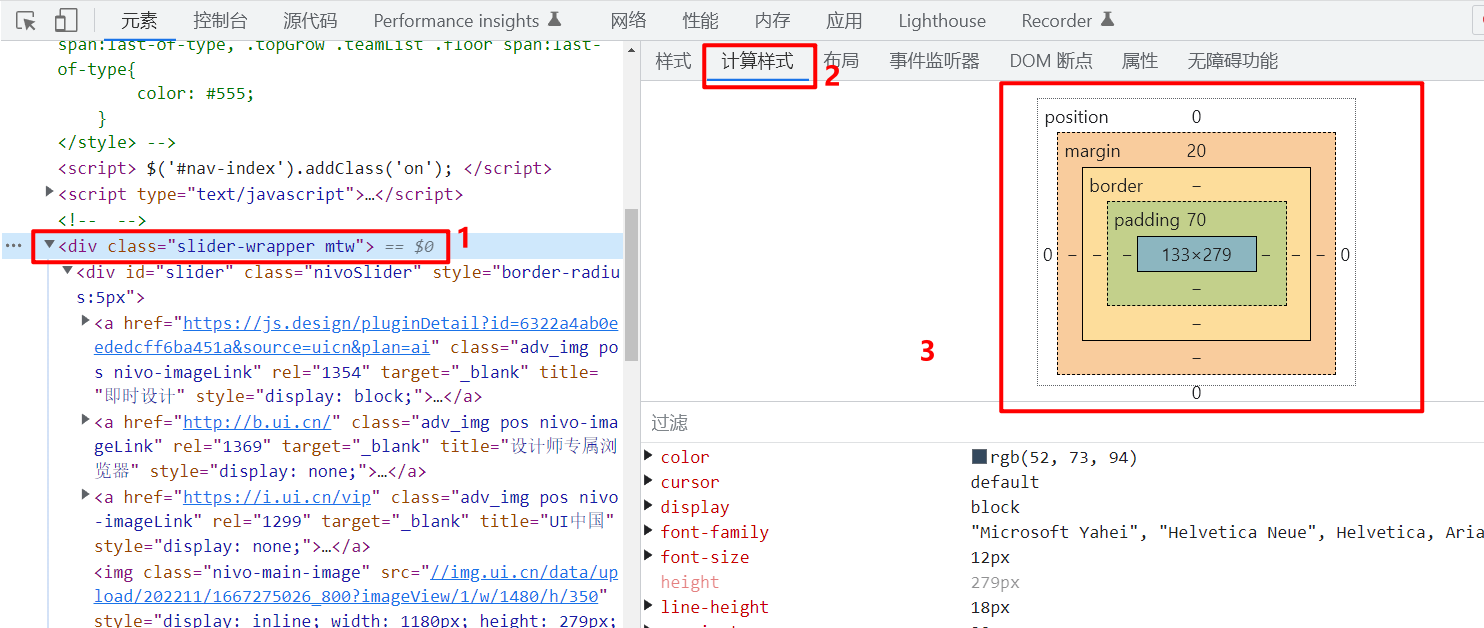 元素 控制台 源代码 Performance insights 网络 性能 内存 应用 Lighthouse Recorder
span:last-of-type, .topGrow .teamList .floor span:last-
of-type{
color: #555;
}
</style> -->
<script> $('#nav-index').addClass('on'); </script>
<script type="text/javascript">…</script>
<!-- -->
<div class="slider-wrapper mtw"> == $0
1
<div id="slider" class="nivoSlider" style="border-radiu
s:5px">
<a href="https://js.design/pluginDetail?id=6322a4ab0e
ededcff6ba451a&source=uicn&plan=ai" class="adv_img po
s nivo-imageLink" rel="1354" target="_blank" title=
"即时设计" style="display: block;">…</a>
<a href="http://b.ui.cn/" class="adv_img pos nivo-ima
geLink" rel="1369" target="_blank" title="设计师专属浏
览器" style="display: none;">…</a>
<a href="https://i.ui.cn/vip" class="adv_img pos nivo
-imageLink" rel="1299" target="_blank" title="UI中国"
style="display: none;">…</a>
<img class="nivo-main-image" src="//img.ui.cn/data/up
load/202211/1667275026_800?imageView/1/w/1480/h/350"
style="display: inline; width: 1180px; height: 279px;
样式 计算样式 布局 事件监听器 DOM 断点 属性 无障碍功能
2
position 0
margin 20
border –
padding 70
0 – – – 133×279 – – – 0
–
–
–
0
3
过滤
color rgb(52, 73, 94)
cursor default
display block
font-family "Microsoft Yahei", "Helvetica Neue", Helvetica, Aria
font-size 12px
height 279px
line-height 18px